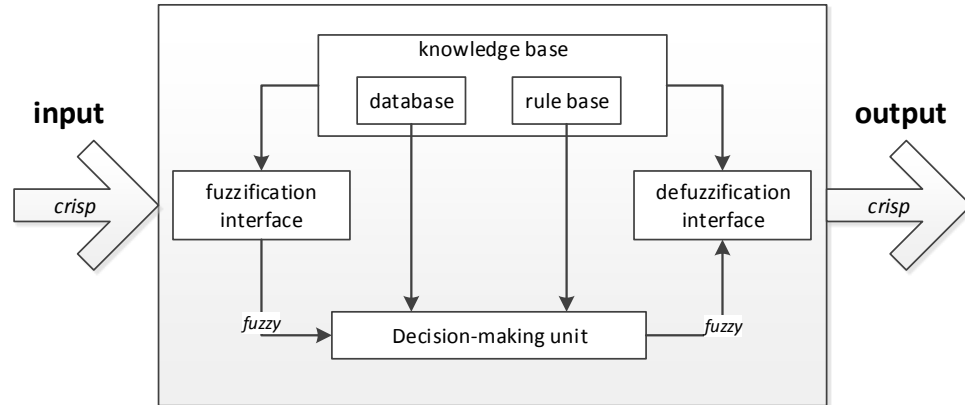 knowledge base
database
rule base
input
output
crisp
fuzzification
interface
defuzzification
interface
crisp
fuzzy
Decision-making unit
fuzzy